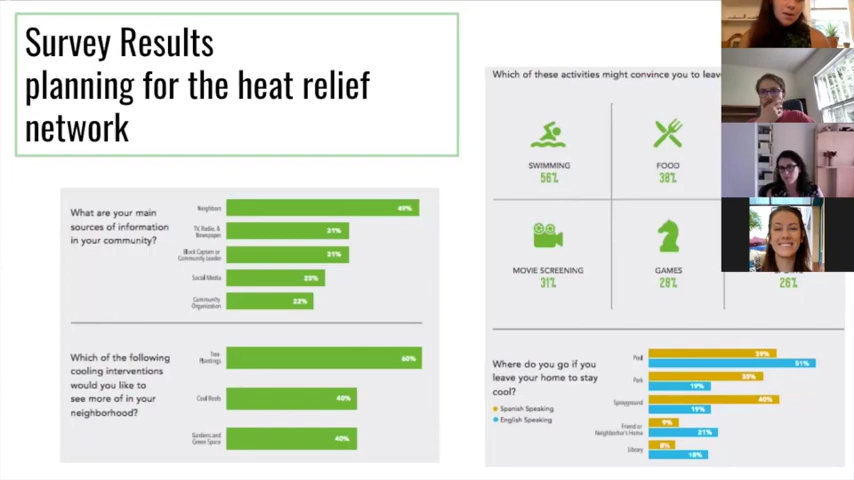 Survey Results
planning for the heat relief
network
What are your main
sources of information
in your community?
Neighbors
49%
TV, Radio, &
Newspaper
31%
Block Captain or
Community Leader
31%
Social Media
25%
Community
Organization
22%
Which of the following
cooling interventions
would you like to
see more of in your
neighborhood?
Tree
Plantings
60%
Cool Roofs
40%
Gardens and
Green Space
40%
Which of these activities might convince you to leave
SWIMMING
56%
FOOD
38%
MOVIE SCREENING
31%
GAMES
28%
26%
Where do you go if you
leave your home to stay
cool?
Spanish Speaking
English Speaking
Pool
39%
51%
Park
35%
19%
Sprayground
40%
19%
Friend or
Neighbor's Home
9%
21%
Library
8%
18%